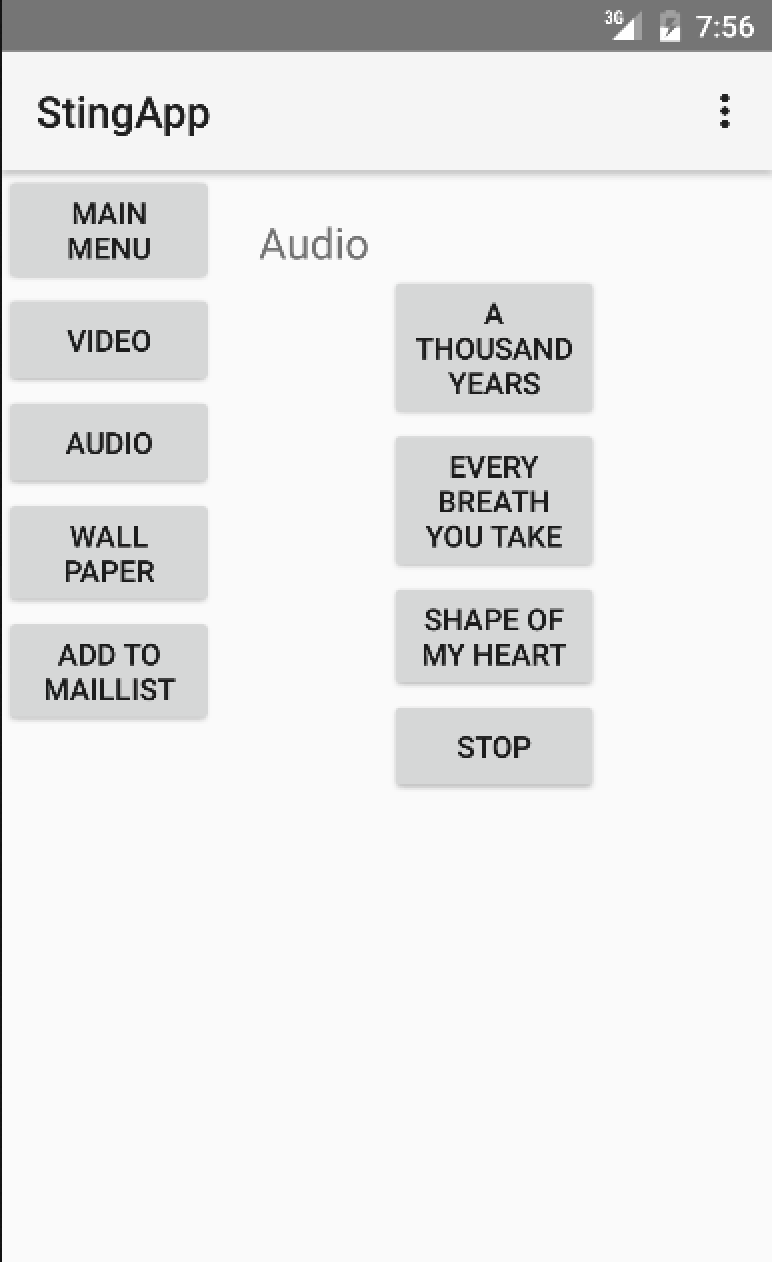 3G 7:56
StingApp
MAIN
MENU
VIDEO
AUDIO
WALL
PAPER
ADD TO
MAILLIST
Audio
A
THOUSAND
YEARS
EVERY
BREATH
YOU TAKE
SHAPE OF
MY HEART
STOP